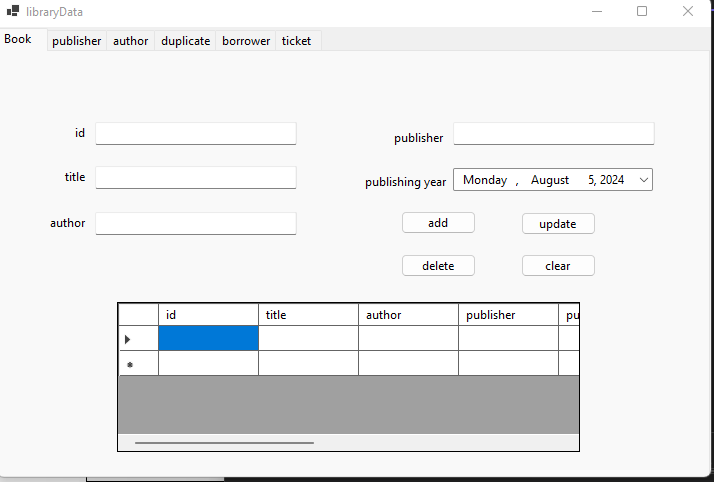 libraryData
Book publisher author duplicate borrower ticket
id
publisher
title
publishing year Monday , August 5, 2024
author
add update
delete clear
id title author publisher pu